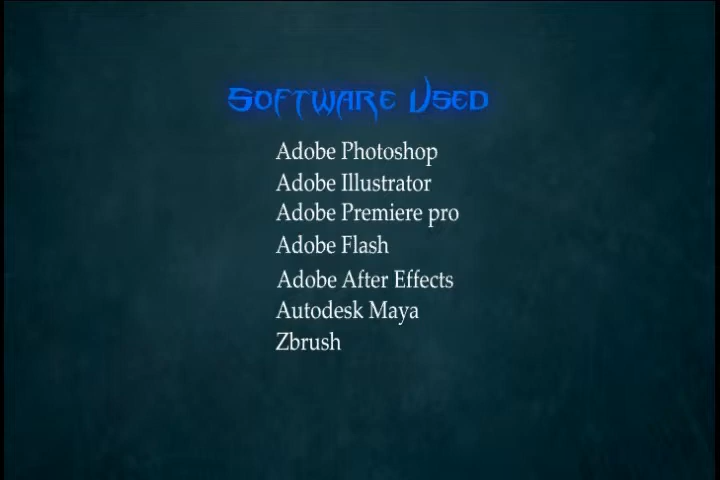 Software Used
Adobe Photoshop
Adobe Illustrator
Adobe Premiere pro
Adobe Flash
Adobe After Effects
Autodesk Maya
Zbrush